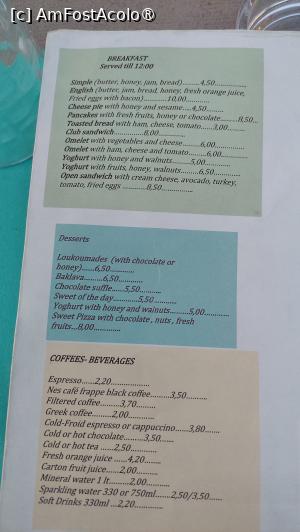 [c] AmFostAcolo®
BREAKFAST
Served till 12:00
Simple (butter, honey, jam, bread).........4,50...............
English (butter, jam, bread, honey, fresh orange juice,
Fried eggs with bacon)............10,00............
Cheese pie with honey and sesame....4,50.........
Pancakes with fresh fruits, honey or chocolate........8,50...
Toasted bread with ham, cheese, tomato......3,00.........
Club sandwich..............8,00...............
Omelet with vegetables and cheese........6,00............
Omelet with ham, cheese and tomato.......6,00............
Yoghurt with honey and walnuts.........5,00............
Yoghurt with fruits, honey, walnuts........6,50............
Open sandwich with cream cheese, avocado, turkey,
tomato, fried eggs ............8,50...............
Desserts
Loukoumades (with chocolate or
honey)......6,50............
Baklava.........6,50............
Chocolate suffle......5,50.........
Sweet of the day............5,50............
Yoghurt with honey and walnuts.........5,00............
Sweet Pizza with chocolate , nuts , fresh
fruits...8,00.............
COFFEES- BEVERAGES
Espresso......2,20..................
Nes café frappe black coffee.........3,50.........
Filtered coffee.........3,70.........
Greek coffee.........2,00............
Cold-Froid espresso or cappuccino......3,80.......
Cold or hot chocolate.........3,50......
Cold or hot tea ......2,50............
Fresh orange juice ......4,20.........
Carton fruit juice......2,00.........
Mineral water 1 lt.........2,00............
Sparkling water 330 or 750ml.......2,50/3,50......
Soft Drinks 330ml ...2,20..................